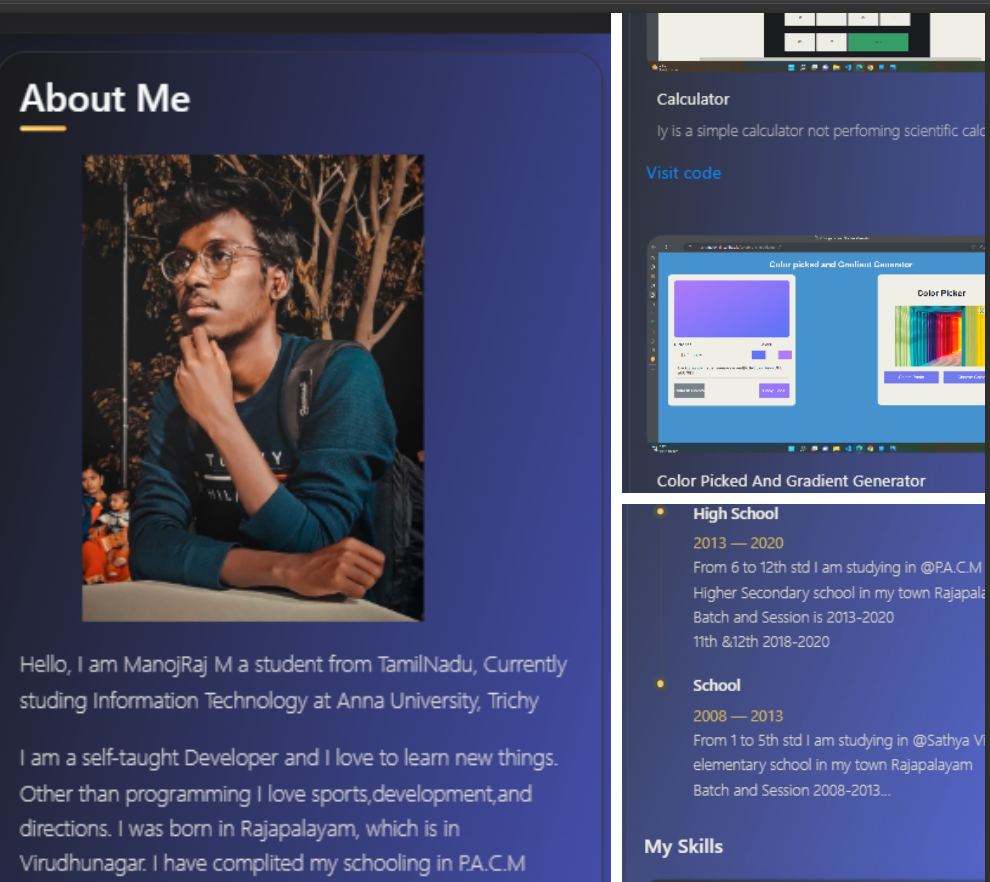 About Me
Hello, I am ManojRaj M a student from TamilNadu, Currently
studing Information Technology at Anna University, Trichy
I am a self-taught Developer and I love to learn new things.
Other than programming I love sports,development,and
directions. I was born in Rajapalayam, which is in
Virudhunagar. I have complited my schooling in P.A.C.M
Calculator
Iy is a simple calculator not perfoming scientific calc
Visit code
Color picked and Gradient Generator
Color Picker
Color Picked And Gradient Generator
High School
2013 — 2020
From 6 to 12th std I am studying in @P.A.C.M
Higher Secondary school in my town Rajapala
Batch and Session is 2013-2020
11th &12th 2018-2020
School
2008 — 2013
From 1 to 5th std I am studying in @Sathya Vi
elementary school in my town Rajapalayam
Batch and Session 2008-2013...
My Skills